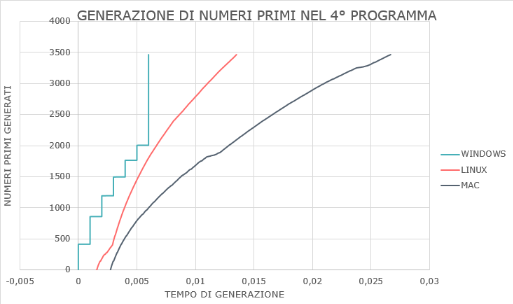 GENERAZIONE DI NUMERI PRIMI NEL 4° PROGRAMMA
NUMERI PRIMI GENERATI
4000
3500
3000
2500
2000
1500
1000
500
0
-0,005
0
0,005
0,01
0,015
0,02
0,025
0,03
TEMPO DI GENERAZIONE
WINDOWS
LINUX
MAC